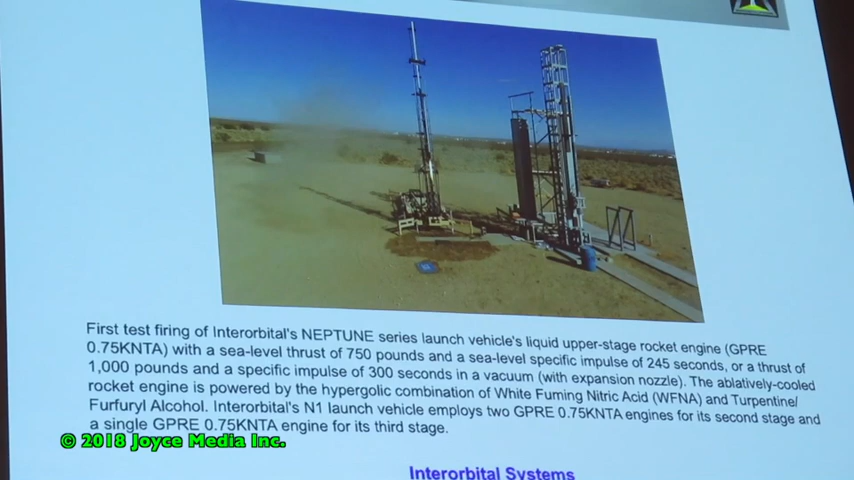 First test firing of Interorbital's NEPTUNE series launch vehicle's liquid upper-stage rocket engine (GPRE
0.75KNTA) with a sea-level thrust of 750 pounds and a sea-level specific impulse of 245 seconds, or a thrust of
1,000 pounds and a specific impulse of 300 seconds in a vacuum (with expansion nozzle). The ablatively-cooled
rocket engine is powered by the hypergolic combination of White Fuming Nitric Acid (WFNA) and Turpentine/
Furfuryl Alcohol. Interorbital's N1 launch vehicle employs two GPRE 0.75KNTA engines for its second stage and
a single GPRE 0.75KNTA engine for its third stage.
© 2018 Joyce Media Inc.
Interorbital Systems